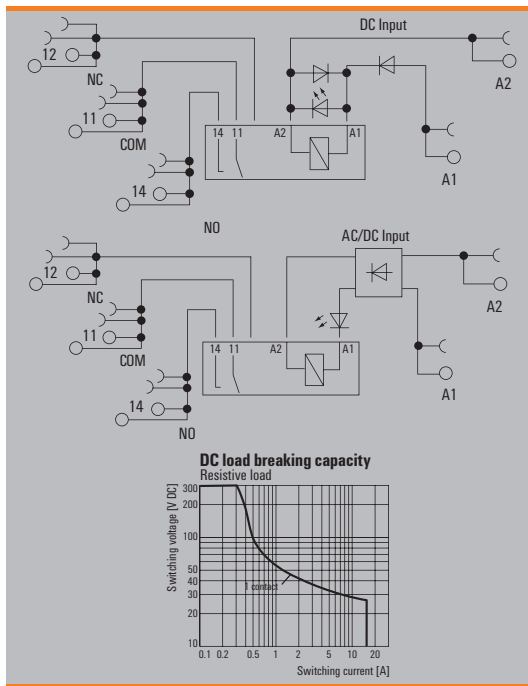 DC Input
12
NC
A2
11
COM
14 11 A2 A1
A1
14
NO
AC/DC Input
12
NC
A2
11
COM
14 11 A2 A1
A1
14
NO
DC load breaking capacity
Resistive load
Switching voltage [V DC]
300
200
100
50
40
30
20
10
1 contact
0.1 0.2 0.5 1 2 5 10 20
Switching current [A]